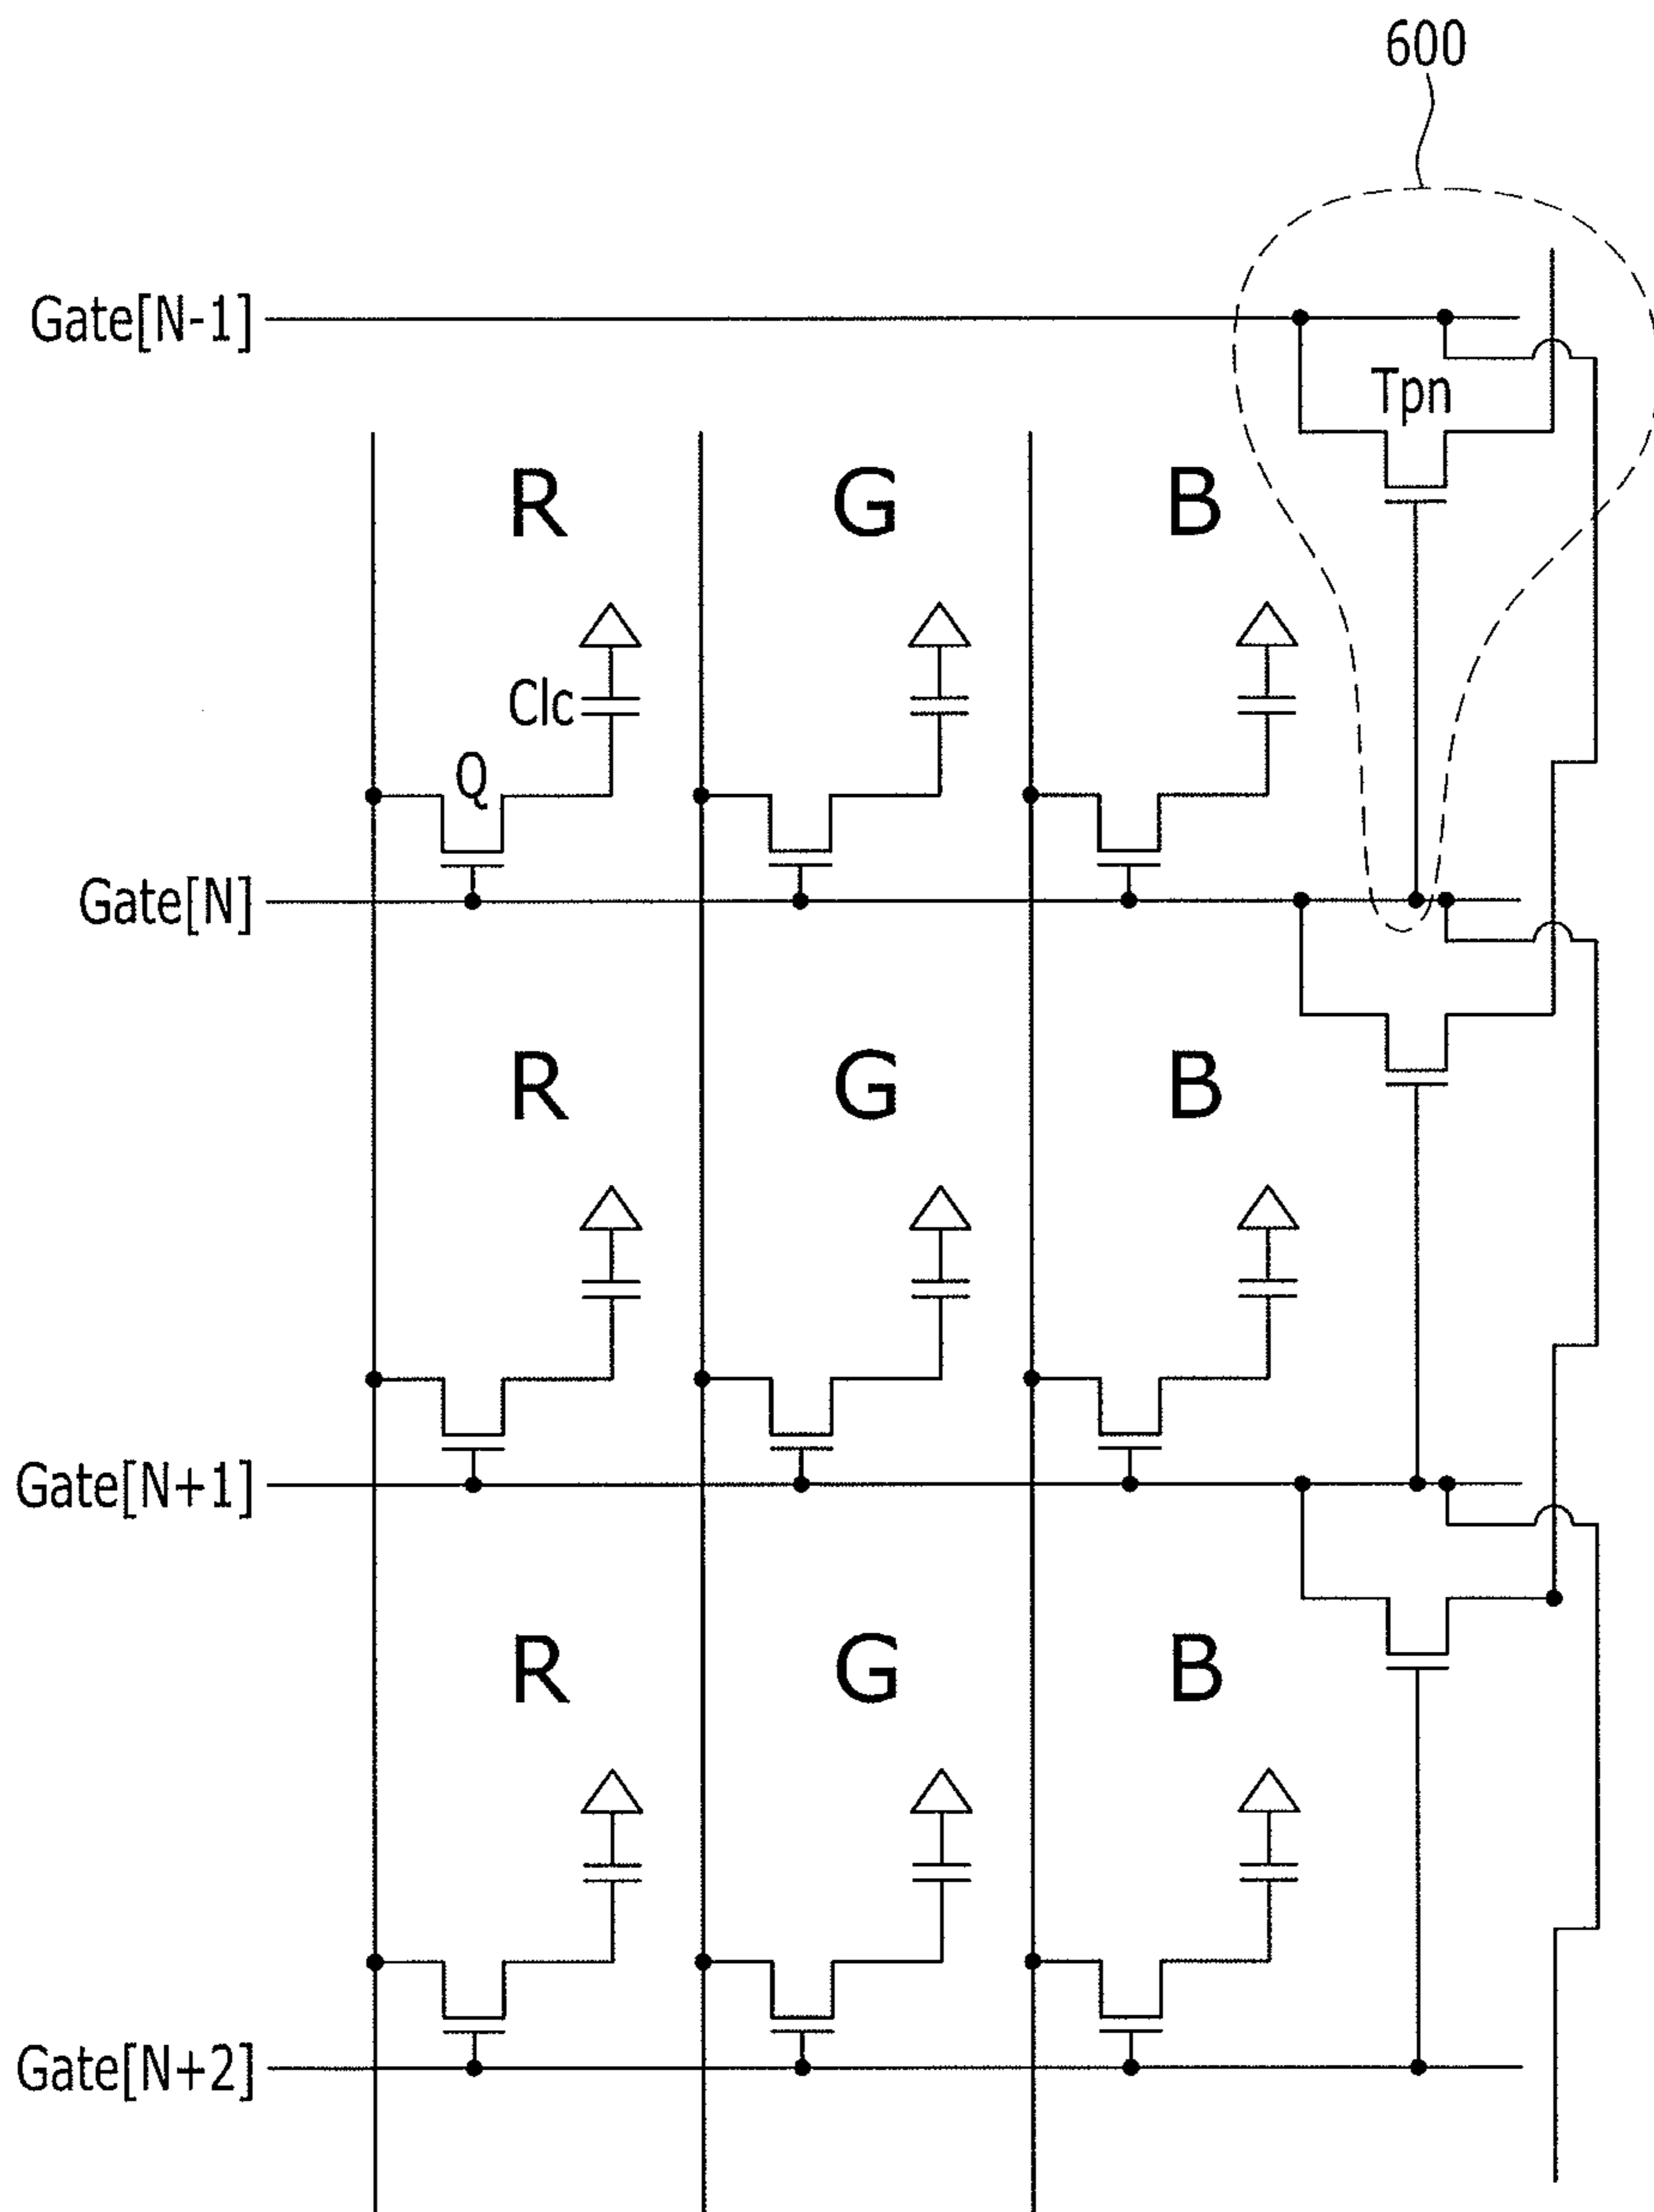 600
Gate[N-1]
Tpn
R G B
Clc
Q
Gate[N]
R G B
Gate[N+1]
R G B
Gate[N+2]